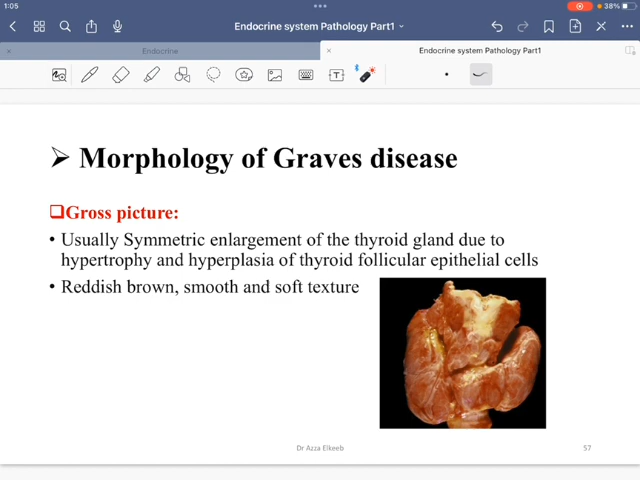 1:05
38%
Endocrine system Pathology Part1
Endocrine
Endocrine system Pathology Part1
T
➤ Morphology of Graves disease
❑Gross picture:
• Usually Symmetric enlargement of the thyroid gland due to
hypertrophy and hyperplasia of thyroid follicular epithelial cells
• Reddish brown, smooth and soft texture
Dr Azza Elkeeb
57